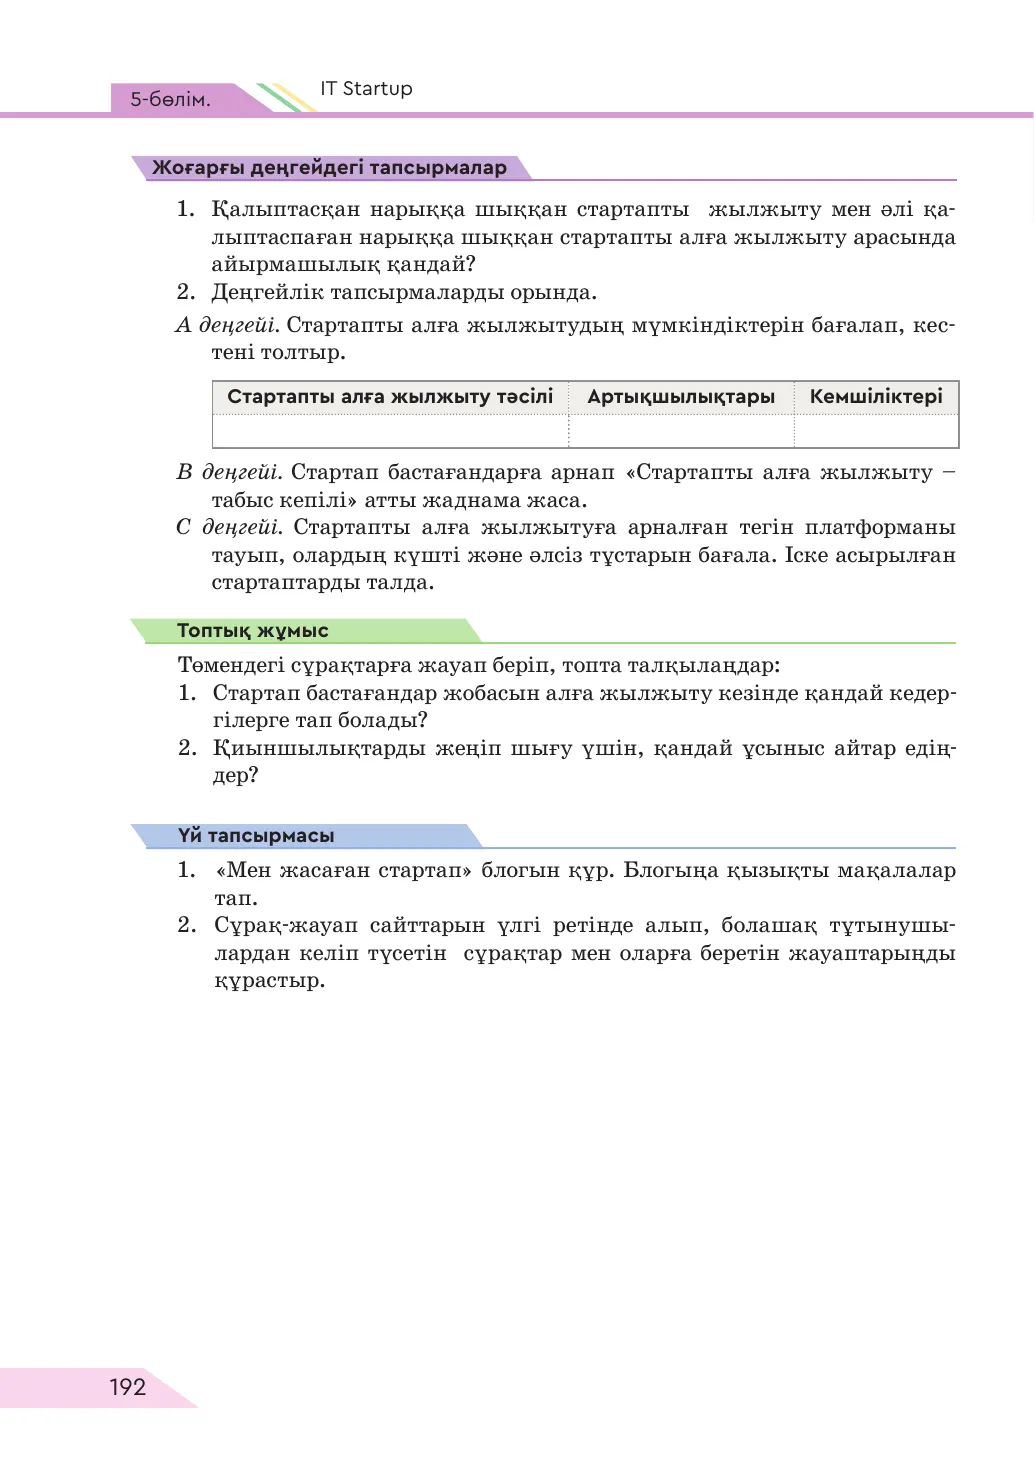 5-бөлім.
IT Startup
Жоғарғы деңгейдегі тапсырмалар
1. Қалыптасқан нарыққа шыққан стартапты жылжыту мен әлі қа-
лыптаспаған нарыққа шыққан стартапты алға жылжыту арасында
айырмашылық қандай?
2. Деңгейлік тапсырмаларды орында.
А деңгейі. Стартапты алға жылжытудың мүмкіндіктерін бағалап, кес-
тені толтыр.
Стартапты алға жылжыту тәсілі Артықшылықтары Кемшіліктері
В деңгейі. Стартап бастағандарға арнап «Стартапты алға жылжыту –
табыс кепілі» атты жаднама жаса.
С деңгейі. Стартапты алға жылжытуға арналған тегін платформаны
тауып, олардың күшті және әлсіз тұстарын бағала. Іске асырылған
стартаптарды талда.
Топтық жұмыс
Төмендегі сұрақтарға жауап беріп, топта талқылаңдар:
1. Стартап бастағандар жобасын алға жылжыту кезінде қандай кедер-
гілерге тап болады?
2. Қиыншылықтарды жеңіп шығу үшін, қандай ұсыныс айтар едің-
дер?
Үй тапсырмасы
1. «Мен жасаған стартап» блогын құр. Блогыңа қызықты мақалалар
тап.
2. Сұрақ-жауап сайттарын үлгі ретінде алып, болашақ тұтынушы-
лардан келіп түсетін сұрақтар мен оларға беретін жауаптарыңды
құрастыр.
192